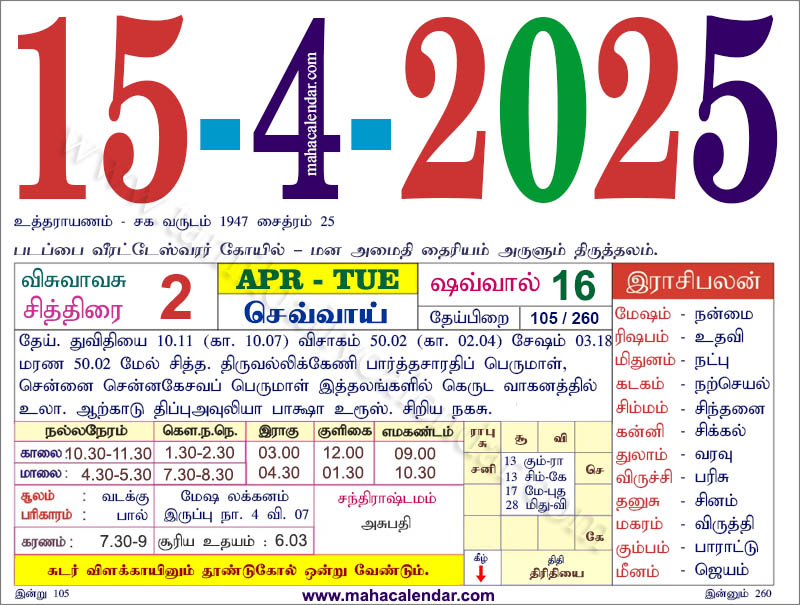 15-4-2025
mahacalendar.com
உத்தராயணம் - சக வருடம் 1947 சைத்ரம் 25
படப்பை வீரட்டேஸ்வரர் கோயில் – மன அமைதி தைரியம் அருளும் திருத்தலம்.
விசுவாவசு
சித்திரை 2
APR - TUE
செவ்வாய்
ஷவ்வால் 16
தேய்பிறை 105 / 260
தேய். துவிதியை 10.11 (கா. 10.07) விசாகம் 50.02 (கா. 02.04) சேஷம் 03.18
மரண 50.02 மேல் சித்த. திருவல்லிக்கேணி பார்த்தசாரதிப் பெருமாள்,
சென்னை சென்னகேசவப் பெருமாள் இத்தலங்களில் கெருட வாகனத்தில்
உலா. ஆற்காடு திப்புஅவுலியா பாக்ஷா உரூஸ். சிறிய நகசு.
நல்லநேரம் கௌ.ந.நெ. இராகு குளிகை எமகண்டம்
காலை: 10.30-11.30 1.30-2.30 03.00 12.00 09.00
மாலை: 4.30-5.30 7.30-8.30 04.30 01.30 10.30
சூலம் : வடக்கு
பரிகாரம் : பால்
மேஷ லக்கனம்
இருப்பு நா. 4 வி. 07
சந்திராஷ்டமம்
அசுபதி
கரணம் : 7.30-9 சூரிய உதயம் : 6.03
சுடர் விளக்காயினும் தூண்டுகோல் ஒன்று வேண்டும்.
ராபு
சு
சூ
வி
சனி
13 கும்-ரா
13 சிம்-கே
17 மே-புத
28 மிது-வி
செ
கே
கீழ்
திதி
திரிதியை
இராசிபலன்
மேஷம் - நன்மை
ரிஷபம் - உதவி
மிதுனம் - நட்பு
கடகம் - நற்செயல்
சிம்மம் - சிந்தனை
கன்னி - சிக்கல்
துலாம் - வரவு
விருச்சி - பரிசு
தனுசு - சினம்
மகரம் - விருத்தி
கும்பம் - பாராட்டு
மீனம் - ஜெயம்
இன்று 105
www.mahacalendar.com
இன்னும் 260